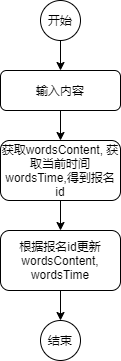 开始
输入内容
获取wordsContent, 获
取当前时间
wordsTime,得到报名
id
根据报名id更新
wordsContent,
wordsTime
结束